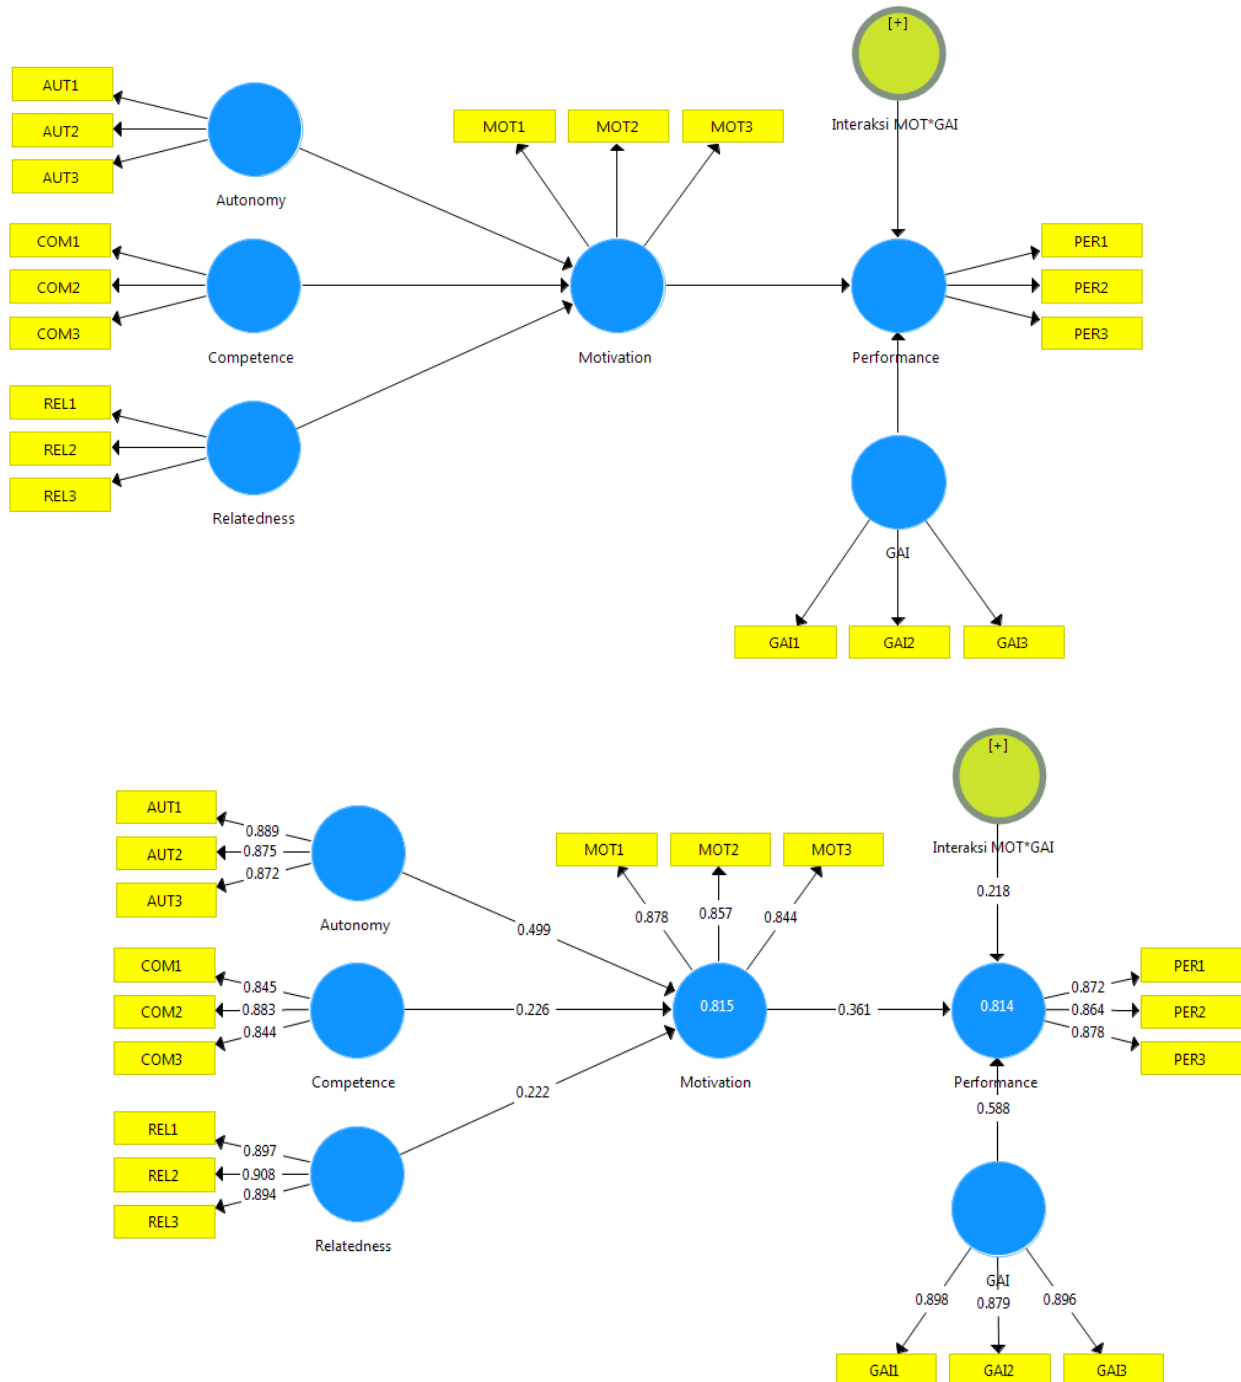 [+]
Interaksi MOT*GAI
AUT1
AUT2
AUT3
Autonomy
MOT1
MOT2
MOT3
COM1
COM2
COM3
Competence
Motivation
Performance
PER1
PER2
PER3
REL1
REL2
REL3
Relatedness
GAI
GAI1
GAI2
GAI3
[+]
Interaksi MOT*GAI
0.218
AUT1
AUT2
AUT3
0.889
0.875
0.872
Autonomy
0.499
MOT1
MOT2
MOT3
0.878
0.857
0.844
COM1
COM2
COM3
0.845
0.883
0.844
Competence
0.226
0.815
Motivation
0.361
0.814
Performance
0.872
0.864
0.878
PER1
PER2
PER3
0.222
REL1
REL2
REL3
0.897
0.908
0.894
Relatedness
0.588
GAI
0.898
0.879
0.896
GAI1
GAI2
GAI3